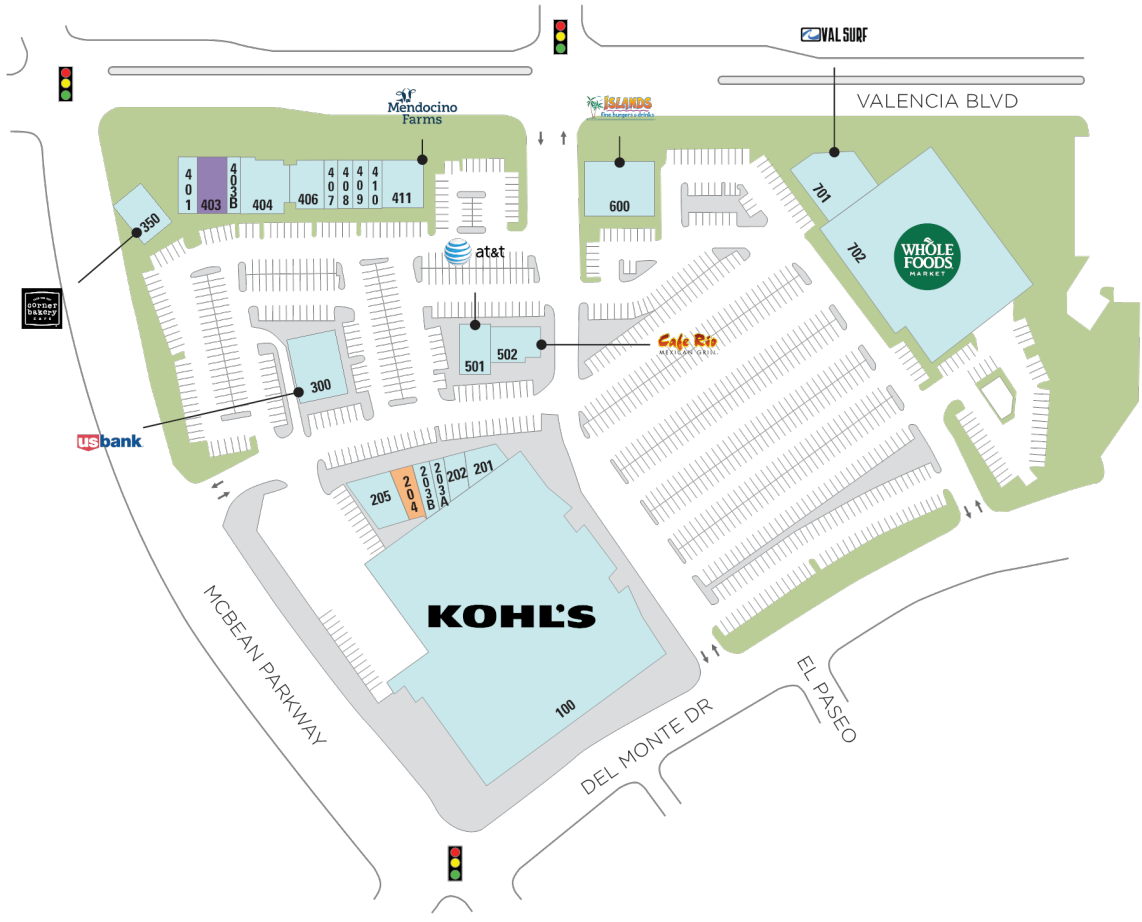 VAL SURF
VALENCIA BLVD
Mendocino
Farms
ISLANDS
fine burgers & drinks
401
403
403B
404
406
407
408
409
410
411
350
600
701
702
WHOLE
FOODS
MARKET
at&t
corner
bakery
CAFE
501
502
Cafe Rio
MEXICAN GRILL
300
usbank
205
204
203B
203A
202
201
KOHL'S
100
MCBEAN PARKWAY
DEL MONTE DR
EL PASEO